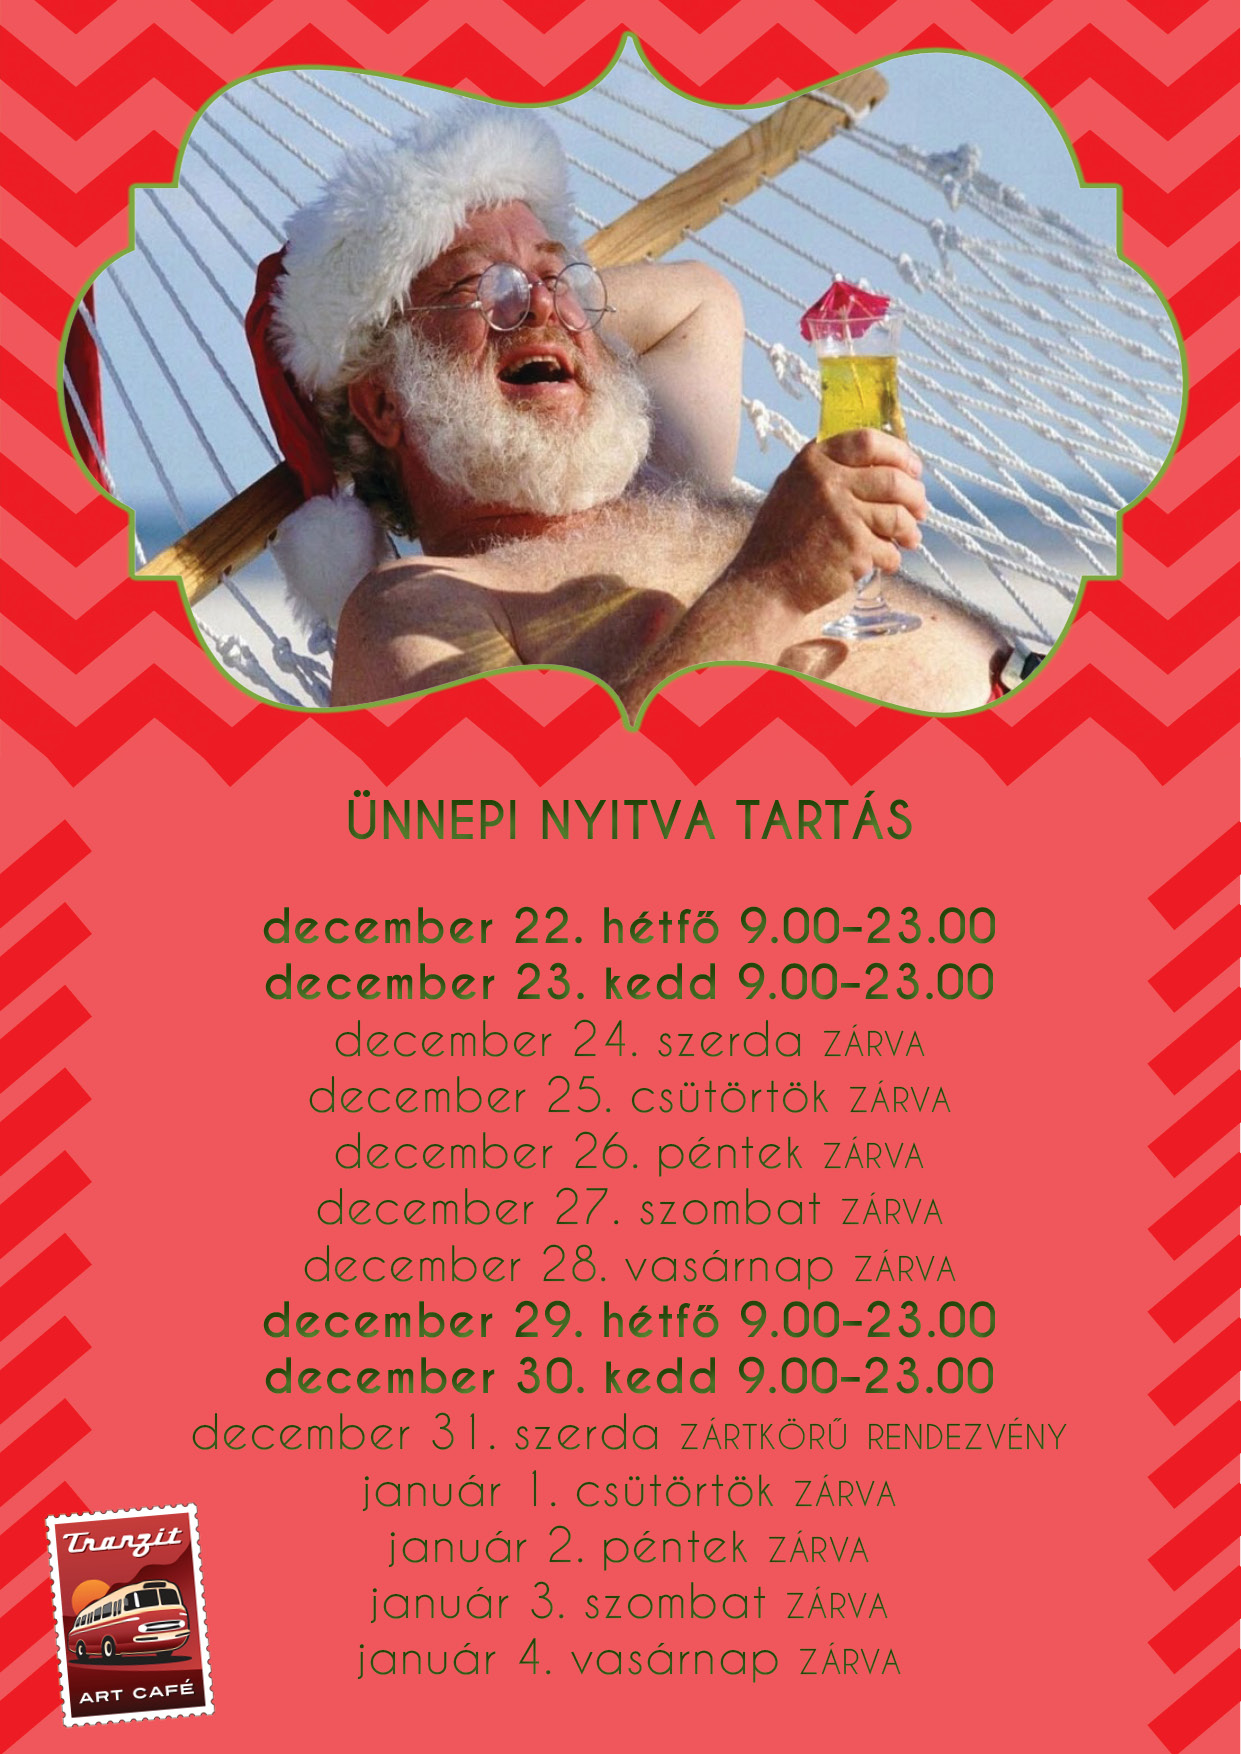 ÜNNEPI NYITVA TARTÁS
december 22. hétfő 9.00-23.00
december 23. kedd 9.00-23.00
december 24. szerda ZÁRVA
december 25. csütörtök ZÁRVA
december 26. péntek ZÁRVA
december 27. szombat ZÁRVA
december 28. vasárnap ZÁRVA
december 29. hétfő 9.00-23.00
december 30. kedd 9.00-23.00
december 31. szerda ZÁRTKÖRŰ RENDEZVÉNY
január 1. csütörtök ZÁRVA
január 2. péntek ZÁRVA
január 3. szombat ZÁRVA
január 4. vasárnap ZÁRVA
Tranzit
ART CAFÉ